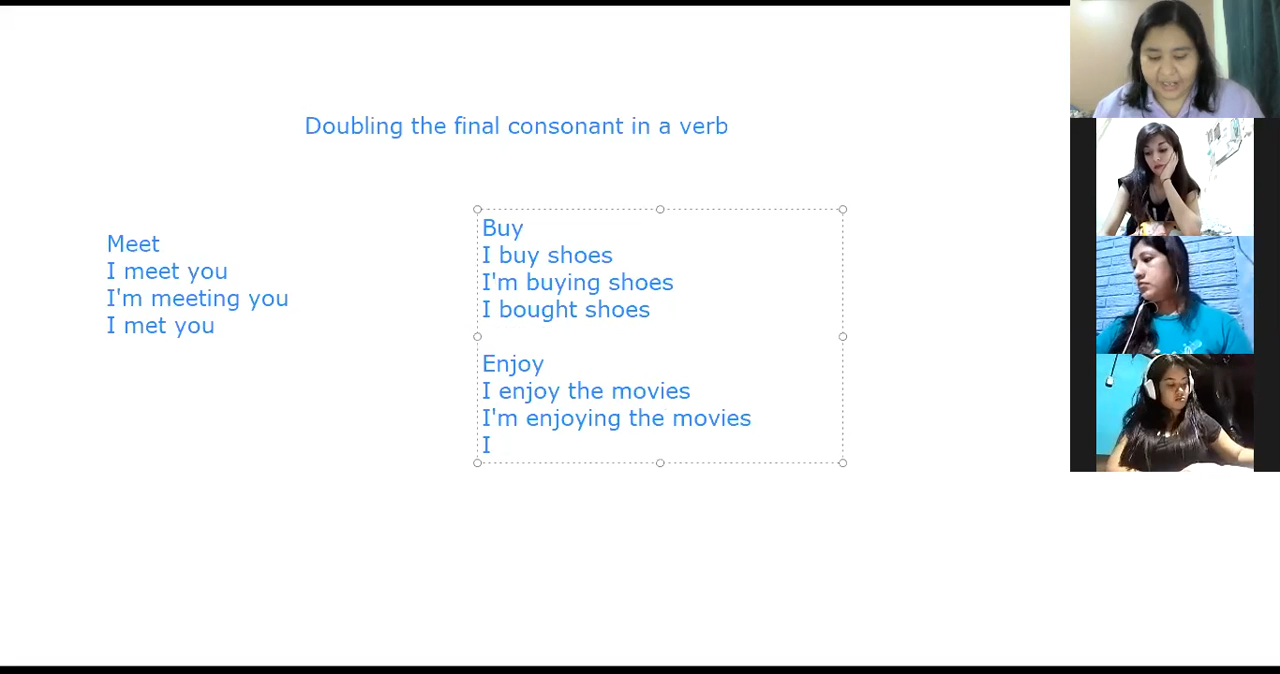 Doubling the final consonant in a verb
Meet
I meet you
I'm meeting you
I met you
Buy
I buy shoes
I'm buying shoes
I bought shoes
Enjoy
I enjoy the movies
I'm enjoying the movies
I